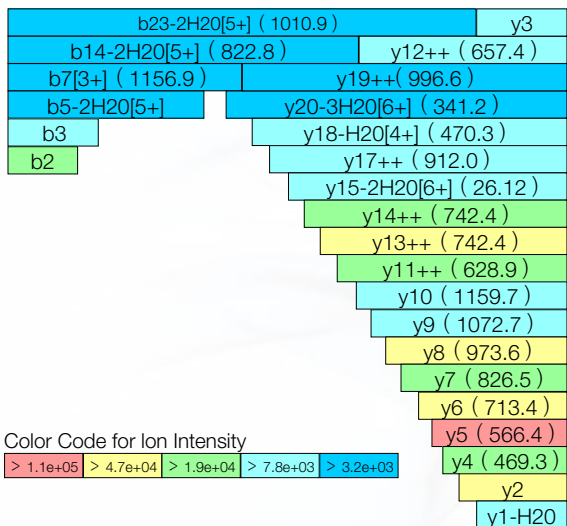 b23-2H20[5+] ( 1010.9 ) y3
b14-2H20[5+] ( 822.8 ) y12++ ( 657.4 )
b7[3+] ( 1156.9 ) y19++( 996.6 )
b5-2H20[5+] y20-3H20[6+] ( 341.2 )
b3 y18-H20[4+] ( 470.3 )
b2 y17++ ( 912.0 )
y15-2H20[6+] ( 26.12 )
y14++ ( 742.4 )
y13++ ( 742.4 )
y11++ ( 628.9 )
y10 ( 1159.7 )
y9 ( 1072.7 )
y8 ( 973.6 )
y7 ( 826.5 )
y6 ( 713.4 )
y5 ( 566.4 )
y4 ( 469.3 )
y2
y1-H20
Color Code for Ion Intensity
> 1.1e+05 > 4.7e+04 > 1.9e+04 > 7.8e+03 > 3.2e+03